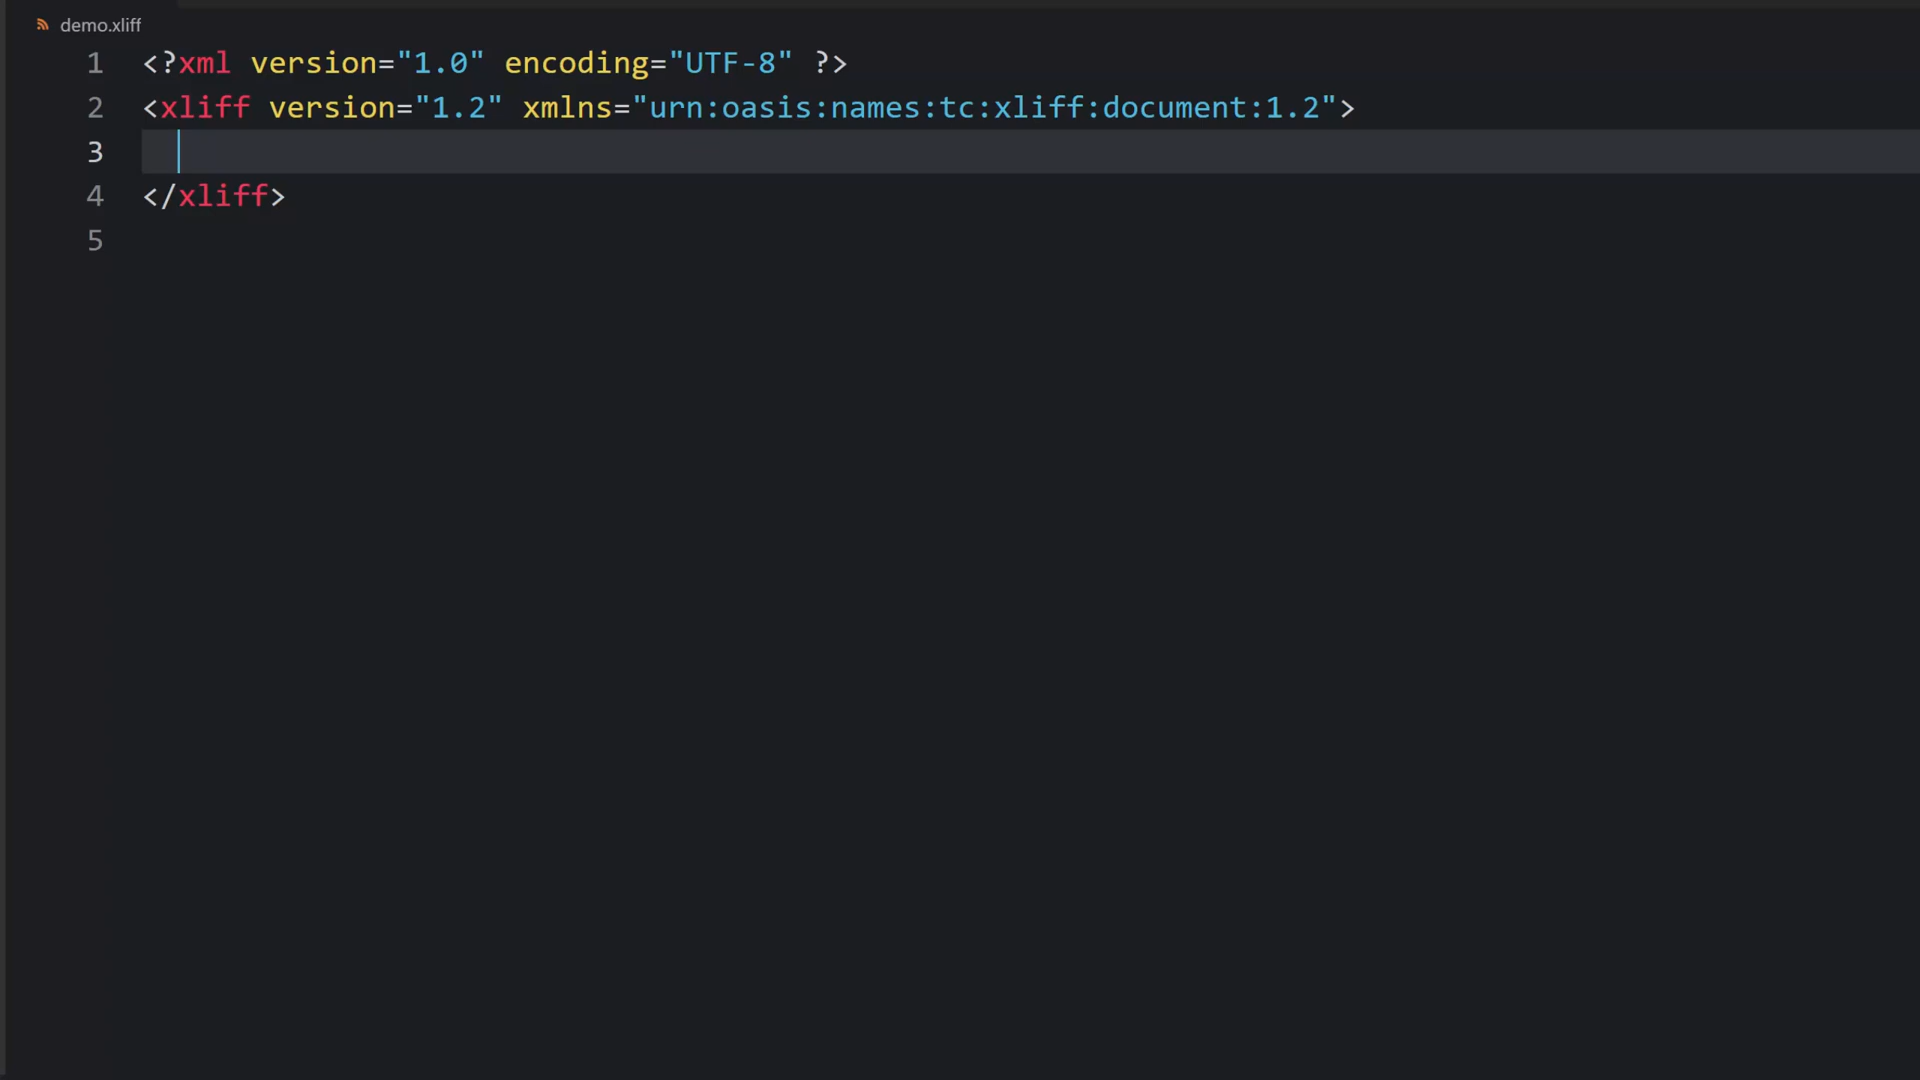 demo.xliff
1 <?xml version="1.0" encoding="UTF-8" ?>
2 <xliff version="1.2" xmlns="urn:oasis:names:tc:xliff:document:1.2">
3
4 </xliff>
5